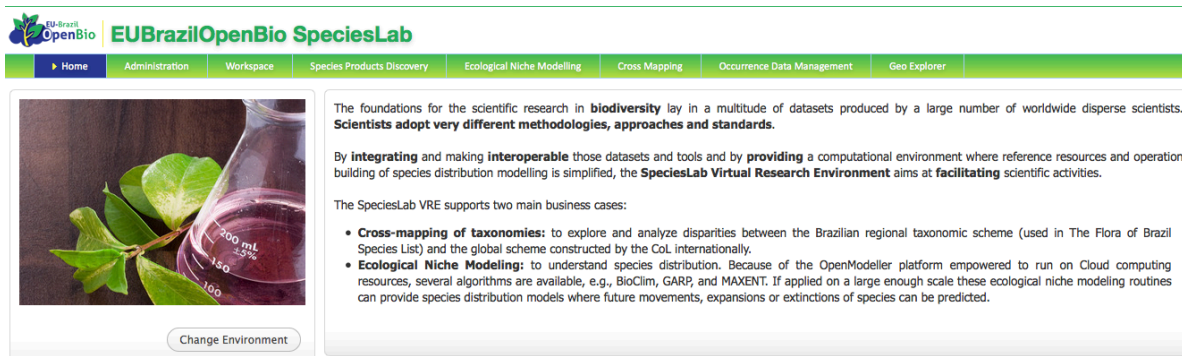 EU-Brazil
OpenBio
EUBrazilOpenBio SpeciesLab
Home Administration Workspace Species Products Discovery Ecological Niche Modelling Cross Mapping Occurrence Data Management Geo Explorer
200 mL
±5%
150
100
Change Environment
The foundations for the scientific research in biodiversity lay in a multitude of datasets produced by a large number of worldwide disperse scientists.
Scientists adopt very different methodologies, approaches and standards.
By integrating and making interoperable those datasets and tools and by providing a computational environment where reference resources and operation
building of species distribution modelling is simplified, the SpeciesLab Virtual Research Environment aims at facilitating scientific activities.
The SpeciesLab VRE supports two main business cases:
• Cross-mapping of taxonomies: to explore and analyze disparities between the Brazilian regional taxonomic scheme (used in The Flora of Brazil
Species List) and the global scheme constructed by the CoL internationally.
• Ecological Niche Modeling: to understand species distribution. Because of the OpenModeller platform empowered to run on Cloud computing
resources, several algorithms are available, e.g., BioClim, GARP, and MAXENT. If applied on a large enough scale these ecological niche modeling routines
can provide species distribution models where future movements, expansions or extinctions of species can be predicted.